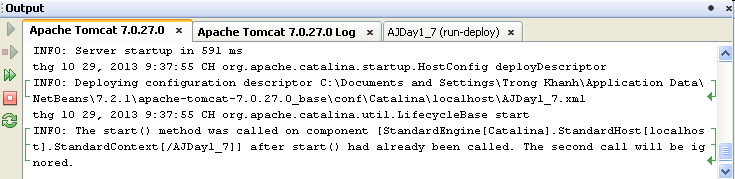 Output
Apache Tomcat 7.0.27.0
Apache Tomcat 7.0.27.0 Log
AJDay1_7 (run-deploy)
INFO: Server startup in 591 ms
thg 10 29, 2013 9:37:55 CH org.apache.catalina.startup.HostConfig deployDescriptor
INFO: Deploying configuration descriptor C:\Documents and Settings\Trong Khanh\Application Data\
NetBeans\7.2.1\apache-tomcat-7.0.27.0_base\conf\Catalina\localhost\AJDay1_7.xml
thg 10 29, 2013 9:37:55 CH org.apache.catalina.util.LifecycleBase start
INFO: The start() method was called on component [StandardEngine[Catalina].StandardHost[localhos
t].StandardContext[/AJDay1_7]] after start() had already been called. The second call will be ig
nored.